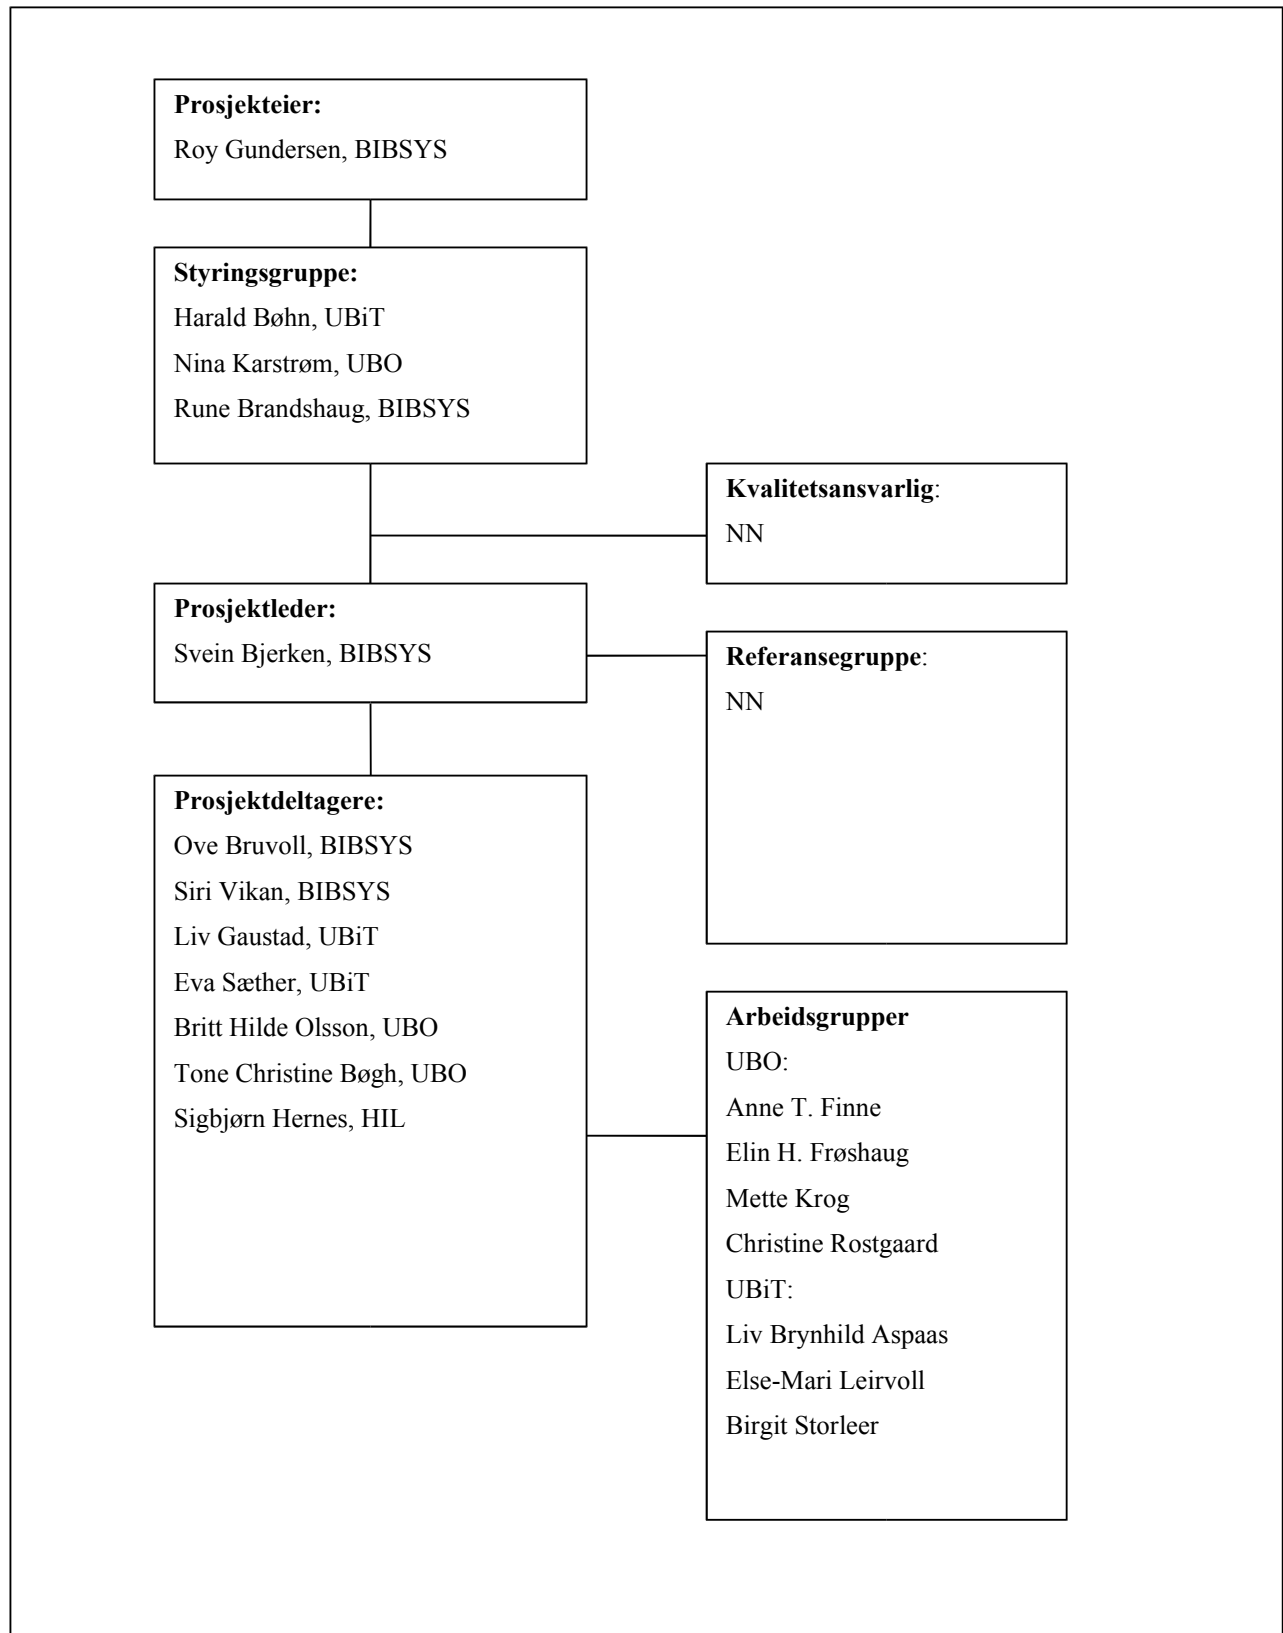 Prosjekteier:
Roy Gundersen, BIBSYS
Styringsgruppe:
Harald Bøhn, UBiT
Nina Karstrøm, UBO
Rune Brandshaug, BIBSYS
Kvalitetsansvarlig:
NN
Prosjektleder:
Svein Bjerken, BIBSYS
Referansegruppe:
NN
Prosjektdeltagere:
Ove Bruvoll, BIBSYS
Siri Vikan, BIBSYS
Liv Gaustad, UBiT
Eva Sæther, UBiT
Britt Hilde Olsson, UBO
Tone Christine Bøgh, UBO
Sigbjørn Hernes, HIL
Arbeidsgrupper
UBO:
Anne T. Finne
Elin H. Frøshaug
Mette Krog
Christine Rostgaard
UBiT:
Liv Brynhild Aspaas
Else-Mari Leirvoll
Birgit Storleer